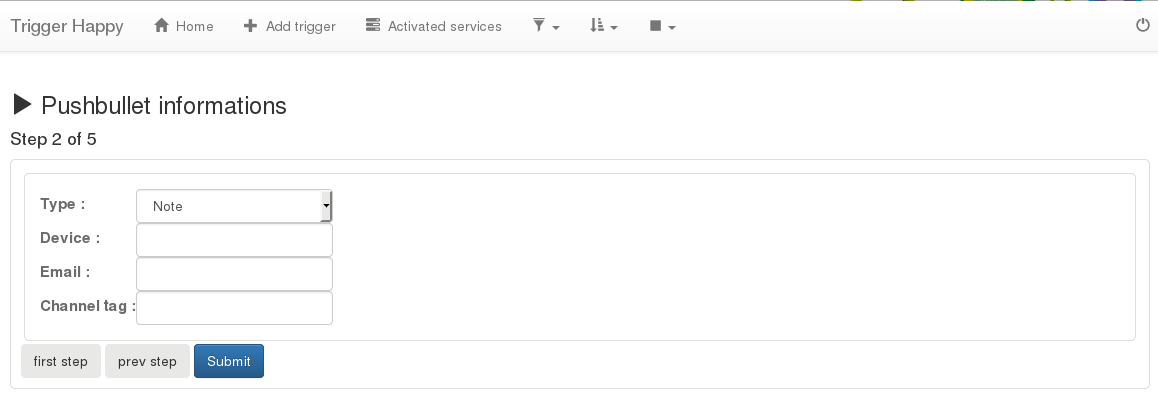 Trigger Happy Home Add trigger Activated services
Pushbullet informations
Step 2 of 5
Type : Note
Device :
Email :
Channel tag :
first step prev step Submit